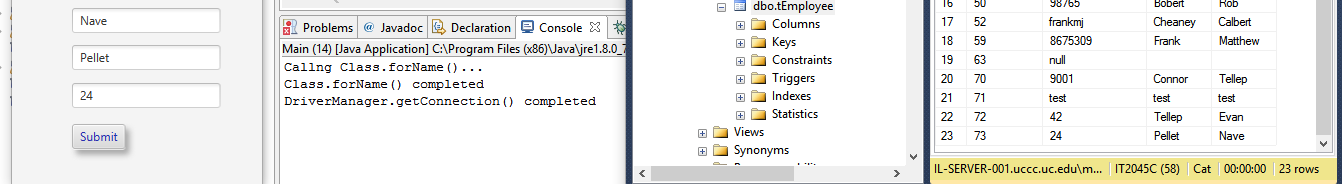 Nave
Pellet
24
Submit
Problems Javadoc Declaration Console
Main (14) [Java Application] C:\Program Files (x86)\Java\jre1.8.0_7
Callng Class.forName()...
Class.forName() completed
DriverManager.getConnection() completed
dbo.tEmployee
Columns
Keys
Constraints
Triggers
Indexes
Statistics
Views
Synonyms
16 50 98765 Bobert Rob
17 52 frankmj Cheaney Calbert
18 59 8675309 Frank Matthew
19 63 null
20 70 9001 Connor Tellep
21 71 test test test
22 72 42 Tellep Evan
23 73 24 Pellet Nave
IL-SERVER-001.uccc.uc.edu\m... IT2045C (58) Cat 00:00:00 23 rows